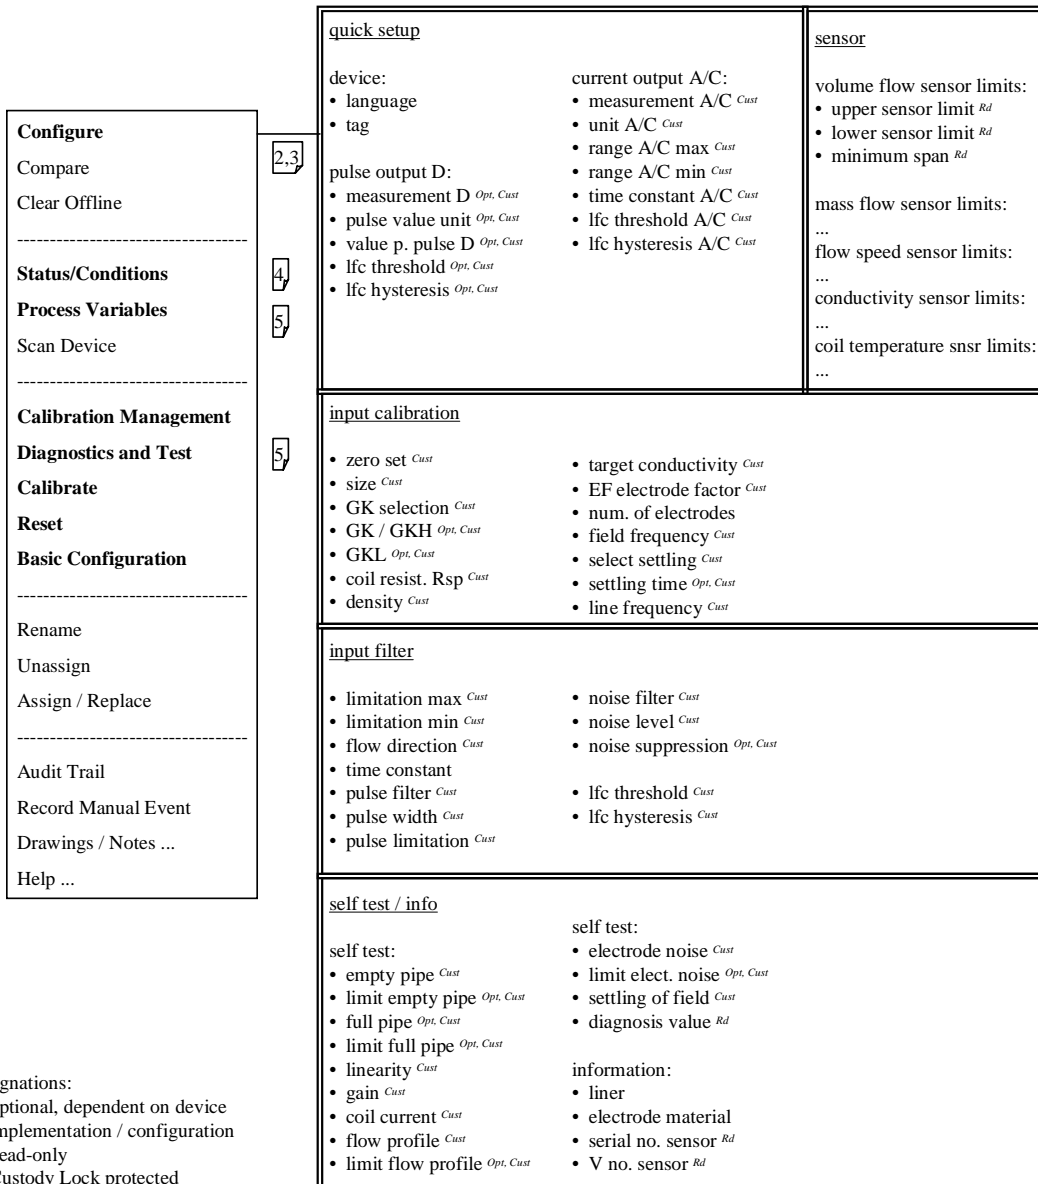 Configure
Compare
Clear Offline
-----------------------------------
Status/Conditions
Process Variables
Scan Device
-----------------------------------
Calibration Management
Diagnostics and Test
Calibrate
Reset
Basic Configuration
-----------------------------------
Rename
Unassign
Assign / Replace
-----------------------------------
Audit Trail
Record Manual Event
Drawings / Notes ...
Help ...
2,3
4
5
5
quick setup
device:
• language
• tag
pulse output D:
• measurement D Opt, Cust
• pulse value unit Opt, Cust
• value p. pulse D Opt, Cust
• lfc threshold Opt, Cust
• lfc hysteresis Opt, Cust
current output A/C:
• measurement A/C Cust
• unit A/C Cust
• range A/C max Cust
• range A/C min Cust
• time constant A/C Cust
• lfc threshold A/C Cust
• lfc hysteresis A/C Cust
sensor
volume flow sensor limits:
• upper sensor limit Rd
• lower sensor limit Rd
• minimum span Rd
mass flow sensor limits:
...
flow speed sensor limits:
...
conductivity sensor limits:
...
coil temperature snsr limits:
...
input calibration
• zero set Cust
• size Cust
• GK selection Cust
• GK / GKH Opt, Cust
• GKL Opt, Cust
• coil resist. Rsp Cust
• density Cust
• target conductivity Cust
• EF electrode factor Cust
• num. of electrodes
• field frequency Cust
• select settling Cust
• settling time Opt, Cust
• line frequency Cust
input filter
• limitation max Cust
• limitation min Cust
• flow direction Cust
• time constant
• pulse filter Cust
• pulse width Cust
• pulse limitation Cust
• noise filter Cust
• noise level Cust
• noise suppression Opt, Cust
• lfc threshold Cust
• lfc hysteresis Cust
self test / info
self test:
• empty pipe Cust
• limit empty pipe Opt, Cust
• full pipe Opt, Cust
• limit full pipe Opt, Cust
• linearity Cust
• gain Cust
• coil current Cust
• flow profile Cust
• limit flow profile Opt, Cust
self test:
• electrode noise Cust
• limit elect. noise Opt, Cust
• settling of field Cust
• diagnosis value Rd
information:
• liner
• electrode material
• serial no. sensor Rd
• V no. sensor Rd
gnations:
ptional, dependent on device
mplementation / configuration
ead-only
Custody Lock protected